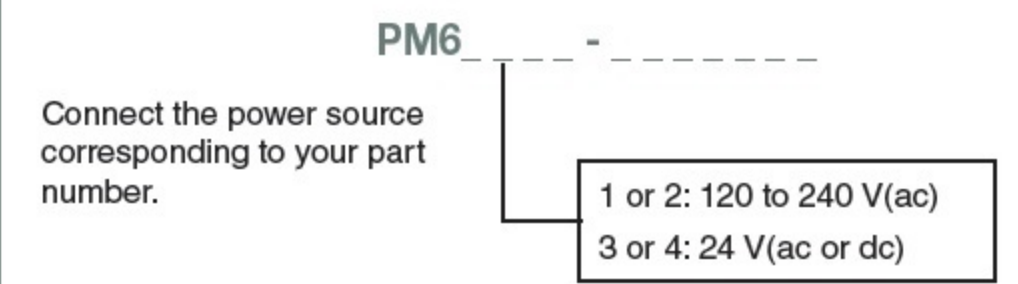 PM6_ _ _ _ - _ _ _ _ _ _ _
Connect the power source
corresponding to your part
number.
1 or 2: 120 to 240 V(ac)
3 or 4: 24 V(ac or dc)